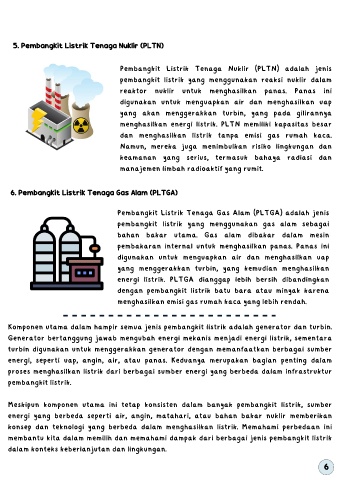 5. Pembangkit Listrik Tenaga Nuklir (PLTN)
Pembangkit Listrik Tenaga Nuklir (PLTN) adalah jenis
pembangkit listrik yang menggunakan reaksi nuklir dalam
reaktor nuklir untuk menghasilkan panas. Panas ini
digunakan untuk menguapkan air dan menghasilkan uap
yang akan menggerakkan turbin, yang pada gilirannya
menghasilkan energi listrik. PLTN memiliki kapasitas besar
dan menghasilkan listrik tanpa emisi gas rumah kaca.
Namun, mereka juga menimbulkan risiko lingkungan dan
keamanan yang serius, termasuk bahaya radiasi dan
manajemen limbah radioaktif yang rumit.
6. Pembangkit Listrik Tenaga Gas Alam (PLTGA)
Pembangkit Listrik Tenaga Gas Alam (PLTGA) adalah jenis
pembangkit listrik yang menggunakan gas alam sebagai
bahan bakar utama. Gas alam dibakar dalam mesin
pembakaran internal untuk menghasilkan panas. Panas ini
digunakan untuk menguapkan air dan menghasilkan uap
yang menggerakkan turbin, yang kemudian menghasilkan
energi listrik. PLTGA dianggap lebih bersih dibandingkan
dengan pembangkit listrik batu bara atau minyak karena
menghasilkan emisi gas rumah kaca yang lebih rendah.
Komponen utama dalam hampir semua jenis pembangkit listrik adalah generator dan turbin.
Generator bertanggung jawab mengubah energi mekanis menjadi energi listrik, sementara
turbin digunakan untuk menggerakkan generator dengan memanfaatkan berbagai sumber
energi, seperti uap, angin, air, atau panas. Keduanya merupakan bagian penting dalam
proses menghasilkan listrik dari berbagai sumber energi yang berbeda dalam infrastruktur
pembangkit listrik.
Meskipun komponen utama ini tetap konsisten dalam banyak pembangkit listrik, sumber
energi yang berbeda seperti air, angin, matahari, atau bahan bakar nuklir memberikan
konsep dan teknologi yang berbeda dalam menghasilkan listrik. Memahami perbedaan ini
membantu kita dalam memilih dan memahami dampak dari berbagai jenis pembangkit listrik
dalam konteks keberlanjutan dan lingkungan.
6